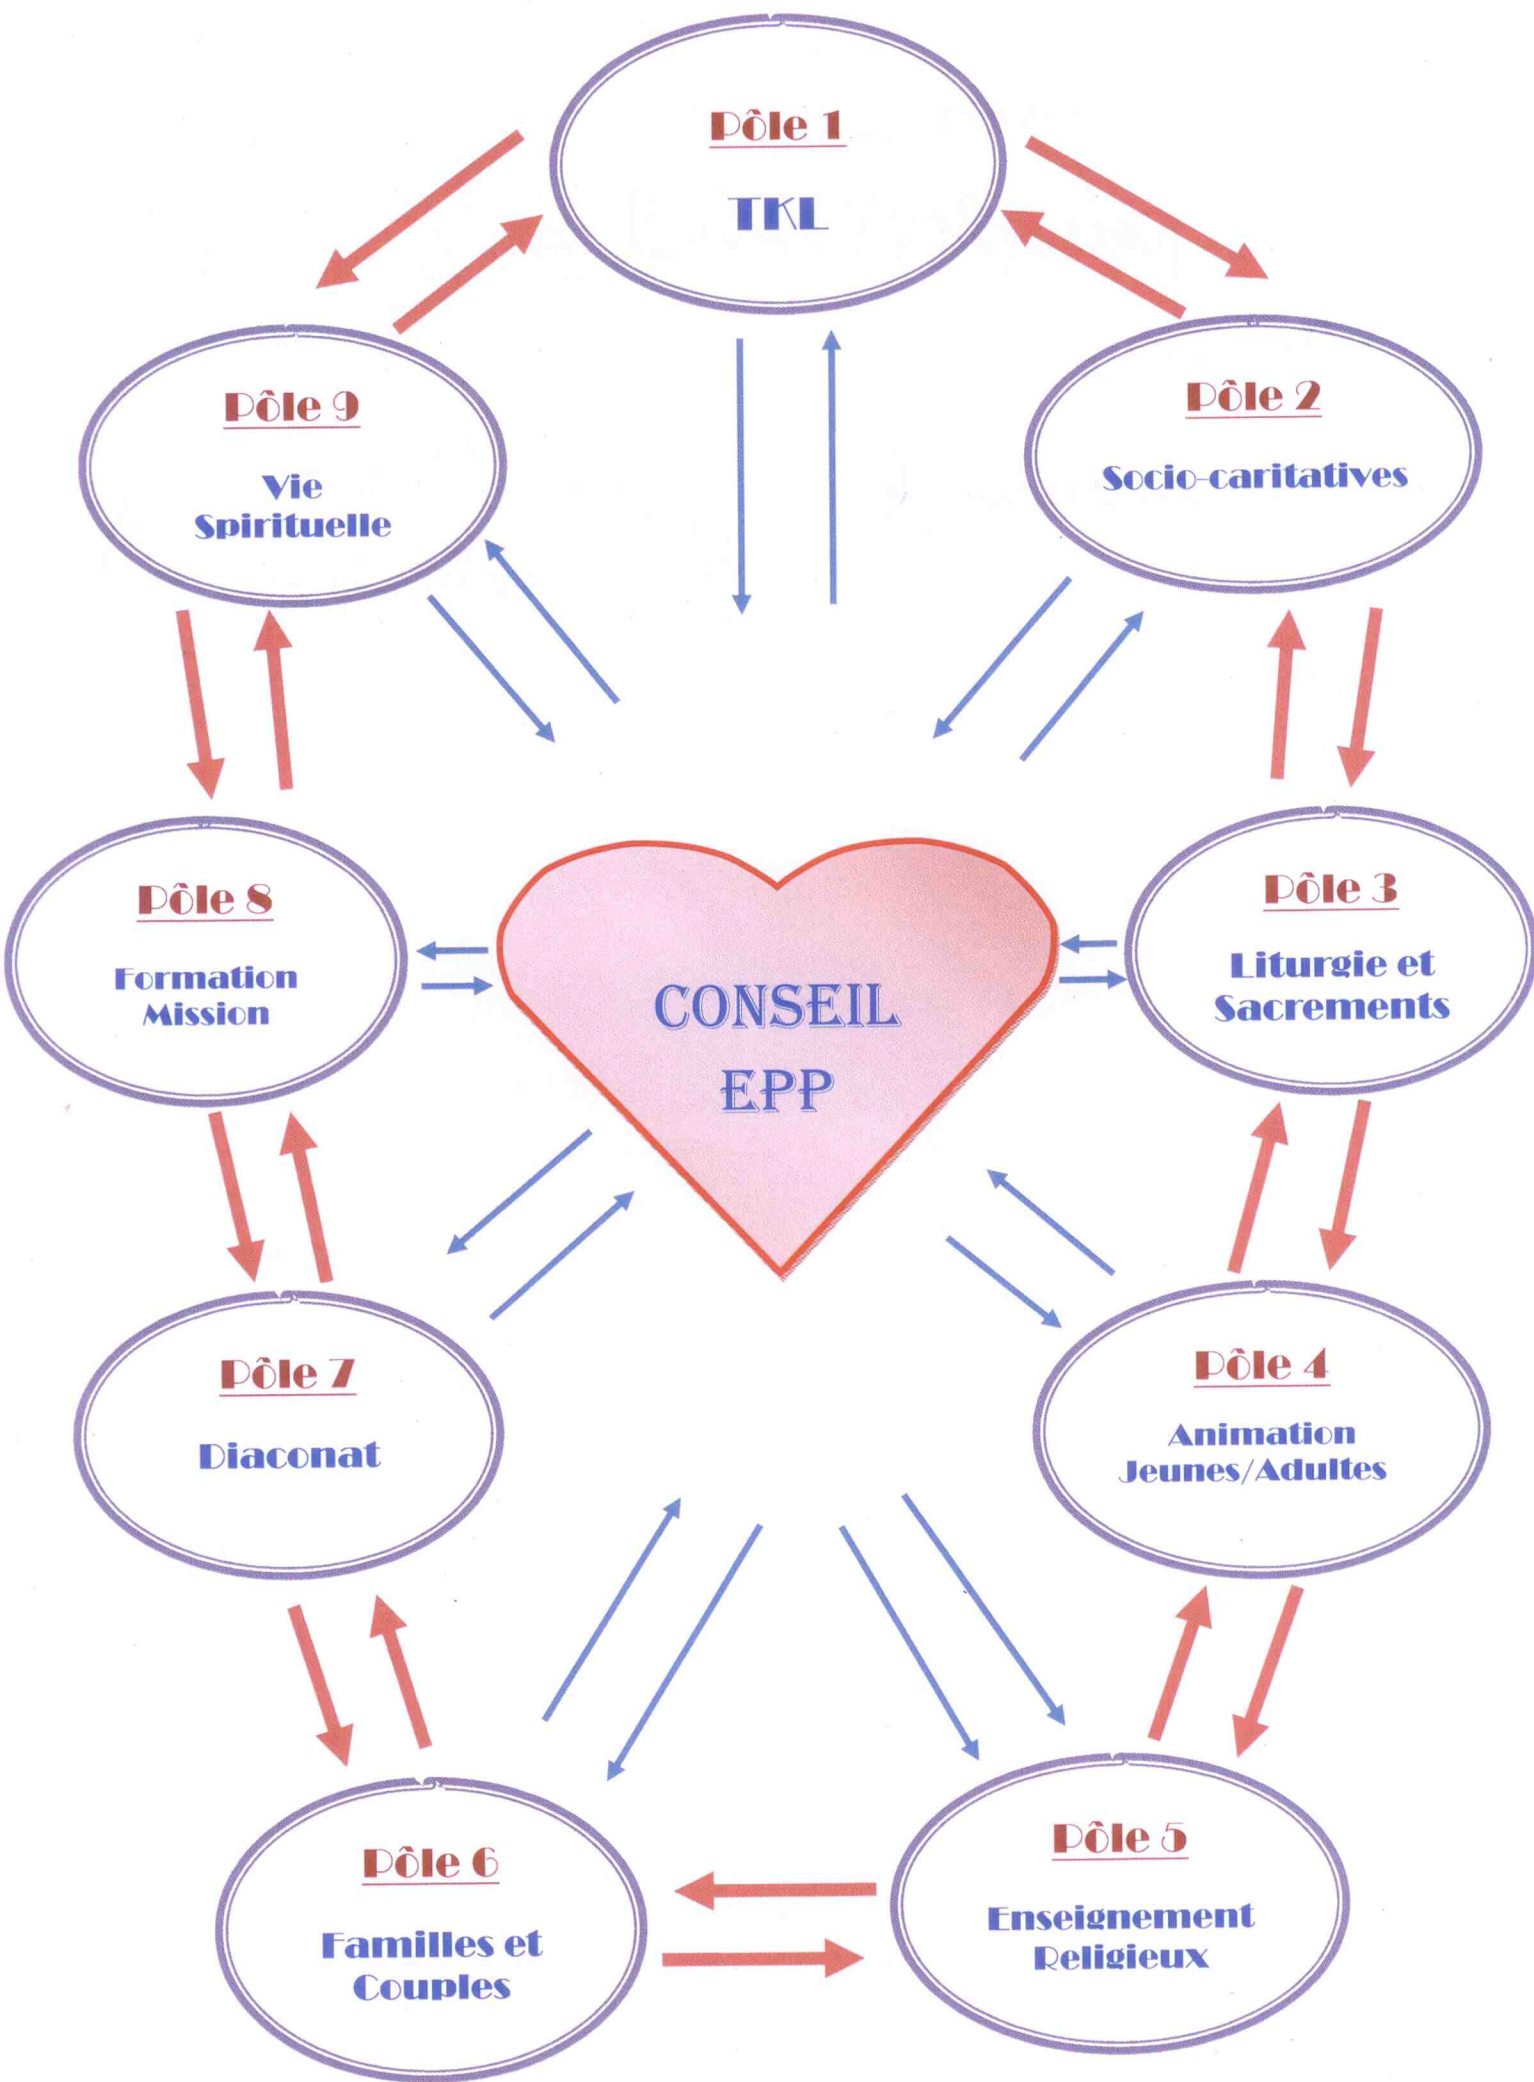 Pôle 1
TKL
Pôle 2
Socio-caritatives
Pôle 3
Liturgie et
Sacrements
Pôle 4
Animation
Jeunes/Adultes
Pôle 5
Enseignement
Religieux
Pôle 6
Familles et
Couples
Pôle 7
Diaconat
Pôle 8
Formation
Mission
Pôle 9
Vie
Spirituelle
CONSEIL
EPP